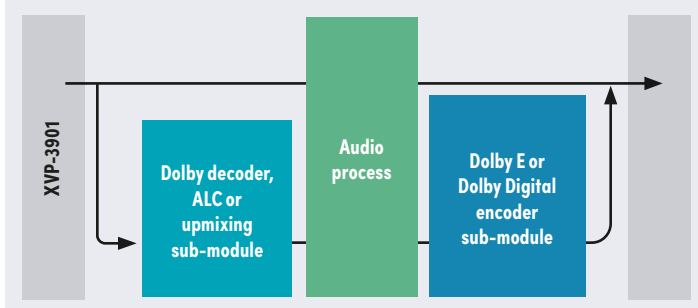 XVP-3901
Dolby decoder,
ALC or
upmixing
sub-module
Audio
process
Dolby E or
Dolby Digital
encoder
sub-module